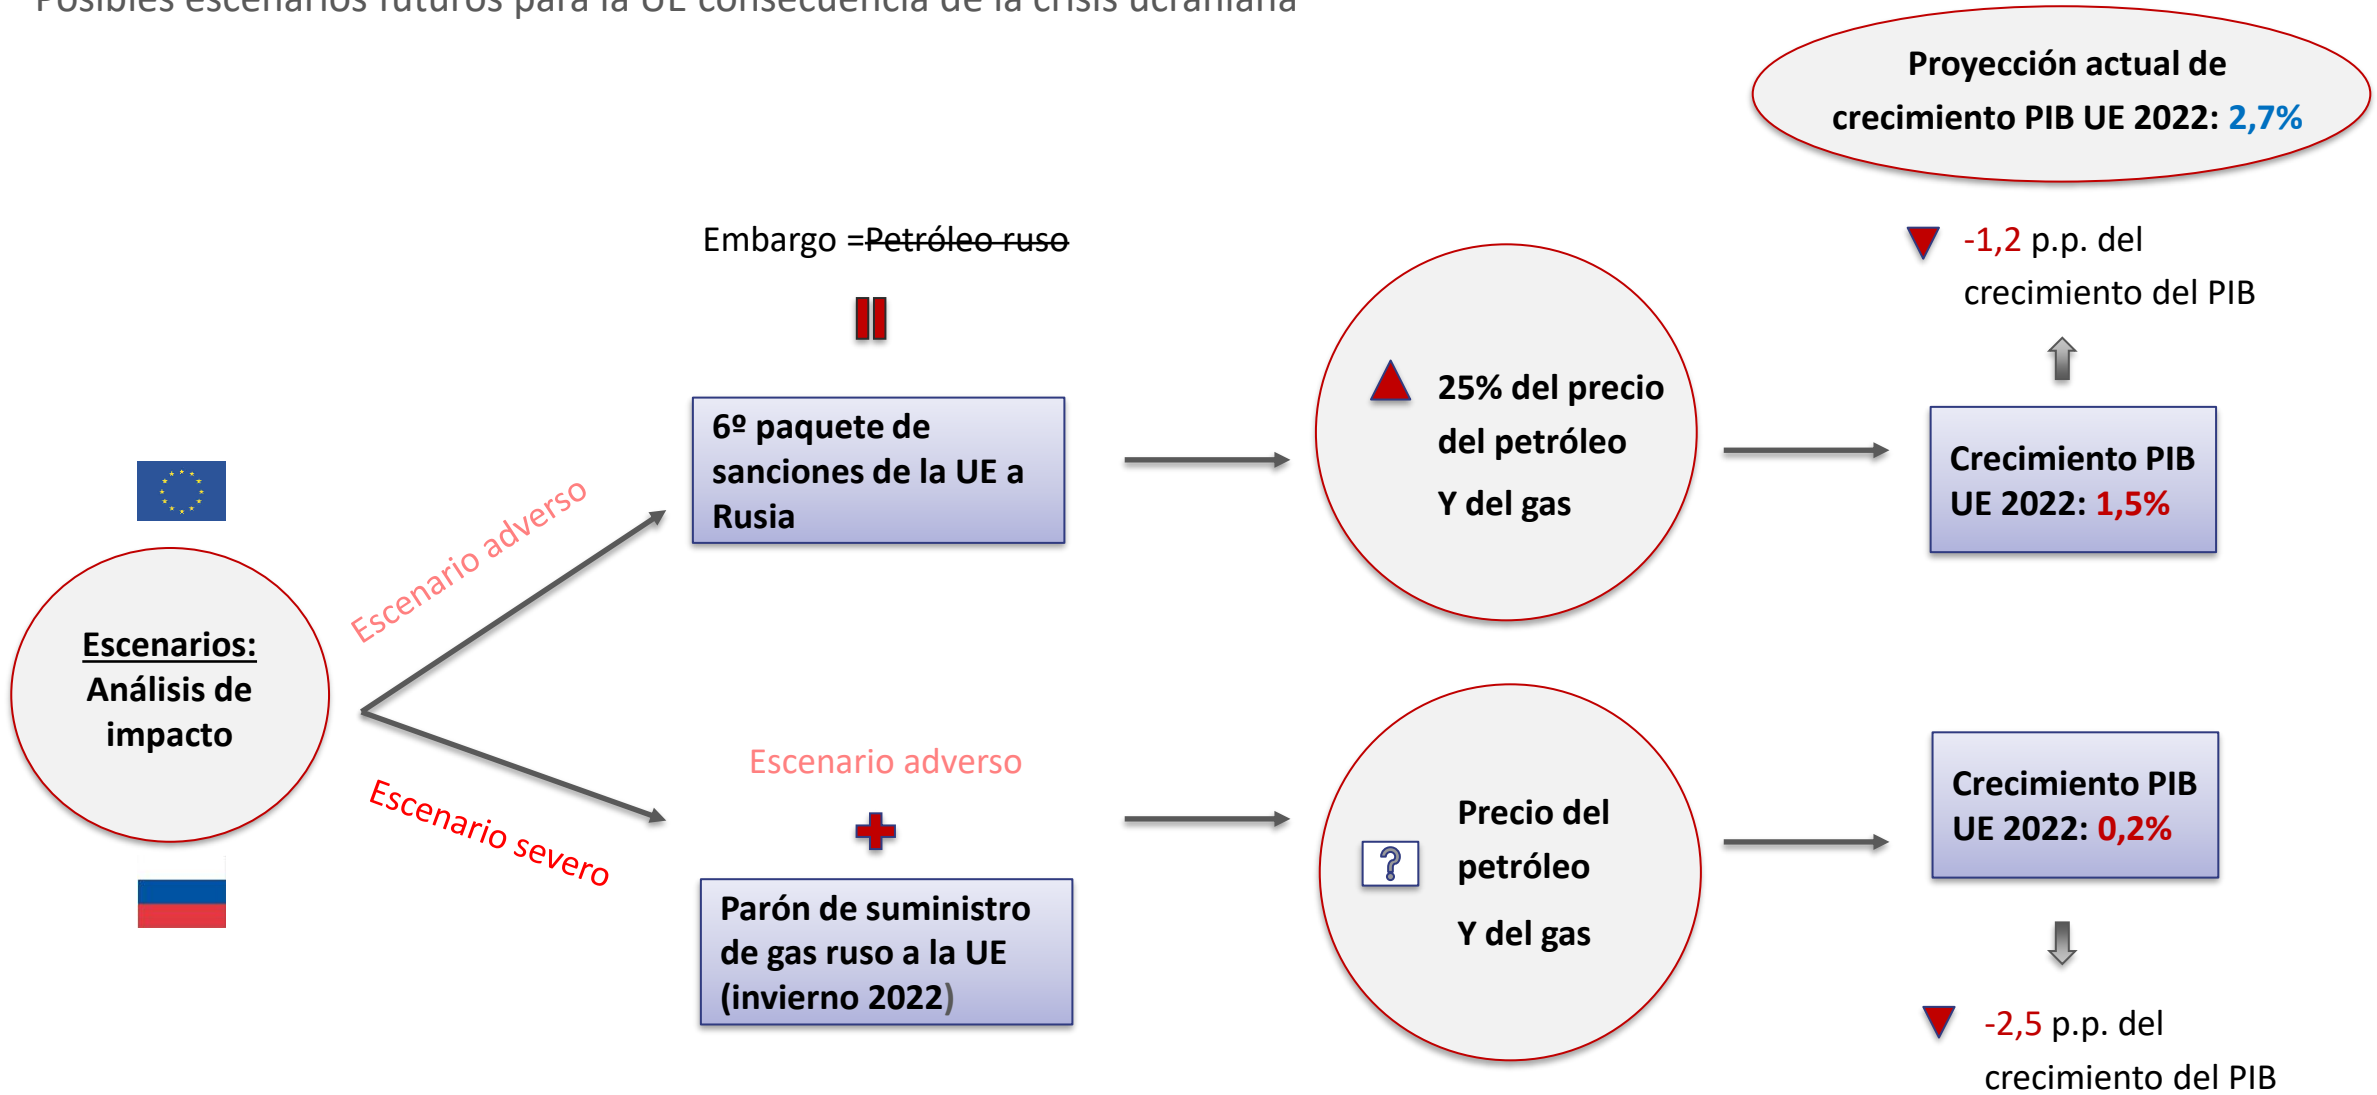 Posibles escenarios futuros para la UE consecuencia de la crisis ucraniana
Proyección actual de
crecimiento PIB UE 2022: 2,7%
Embargo =Petróleo ruso
-1,2 p.p. del
crecimiento del PIB
6º paquete de
sanciones de la UE a
Rusia
25% del precio
del petróleo
Y del gas
Crecimiento PIB
UE 2022: 1,5%
Escenario adverso
Escenarios:
Análisis de
impacto
Escenario severo
Escenario adverso
Parón de suministro
de gas ruso a la UE
(invierno 2022)
?
Precio del
petróleo
Y del gas
Crecimiento PIB
UE 2022: 0,2%
-2,5 p.p. del
crecimiento del PIB